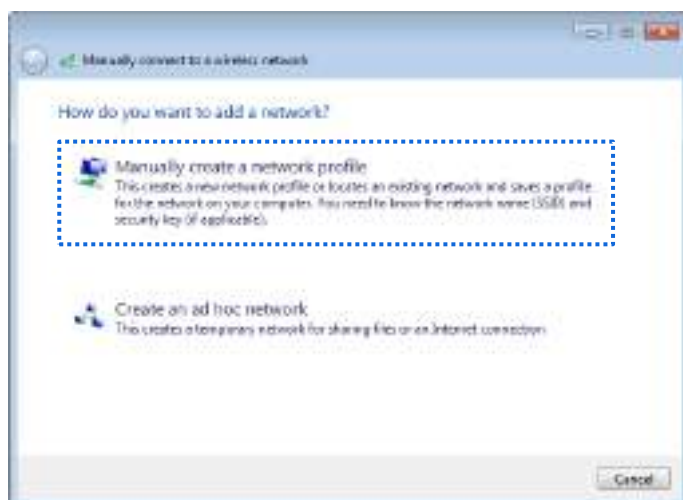 Manually connect to a wireless network
How do you want to add a network?
Manually create a network profile
This creates a new network profile or locates an existing network and saves a profile
for the network on your computer. You need to know the network name (SSID) and
security key (if applicable).
Create an ad hoc network
This creates a temporary network for sharing files or an Internet connection
Cancel